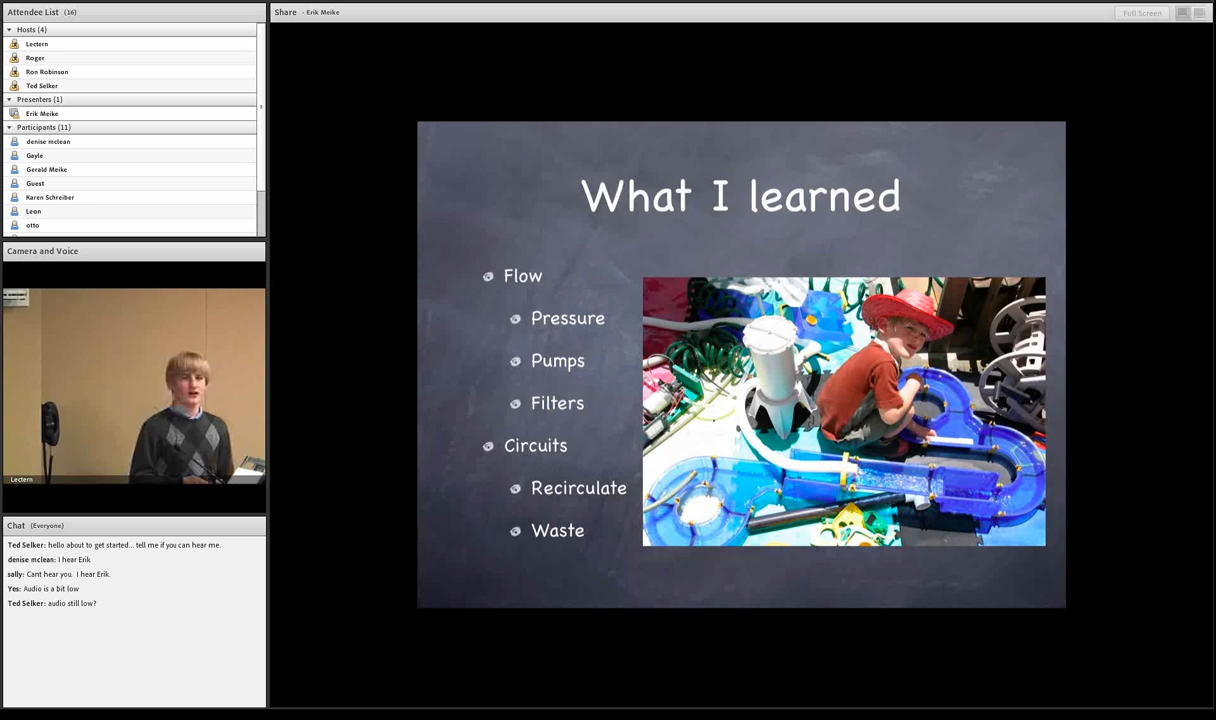 Attendee List (16)
Hosts (4)
Lectern
Roger
Ron Robinson
Ted Selker
Presenters (1)
Erik Meike
Participants (11)
denise mclean
Gayle
Gerald Meike
Guest
Karen Schreiber
Leon
otto
Camera and Voice
Lectern
Chat (Everyone)
Ted Selker: hello about to get started... tell me if you can hear me.
denise mclean: I hear Erik
sally: Cant hear you. I hear Erik.
Yes: Audio is a bit low
Ted Selker: audio still low?
Share - Erik Meike
Full Screen
What I learned
Flow
Pressure
Pumps
Filters
Circuits
Recirculate
Waste